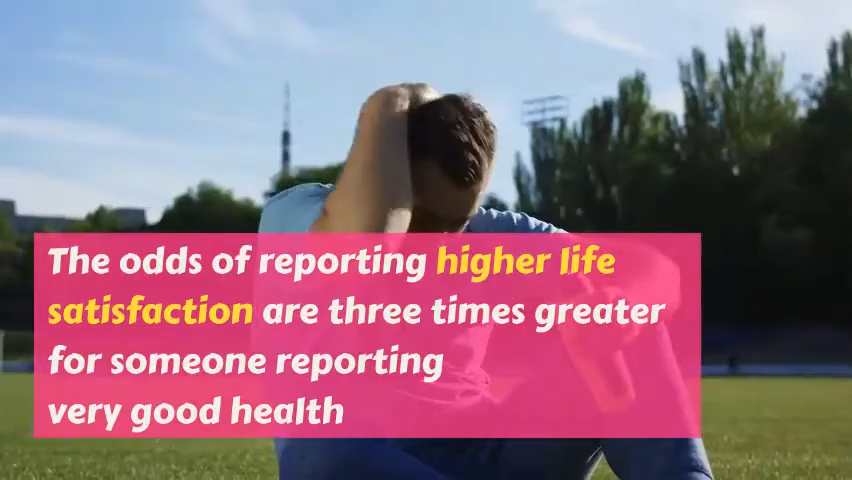 The odds of reporting higher life
satisfaction are three times greater
for someone reporting
very good health